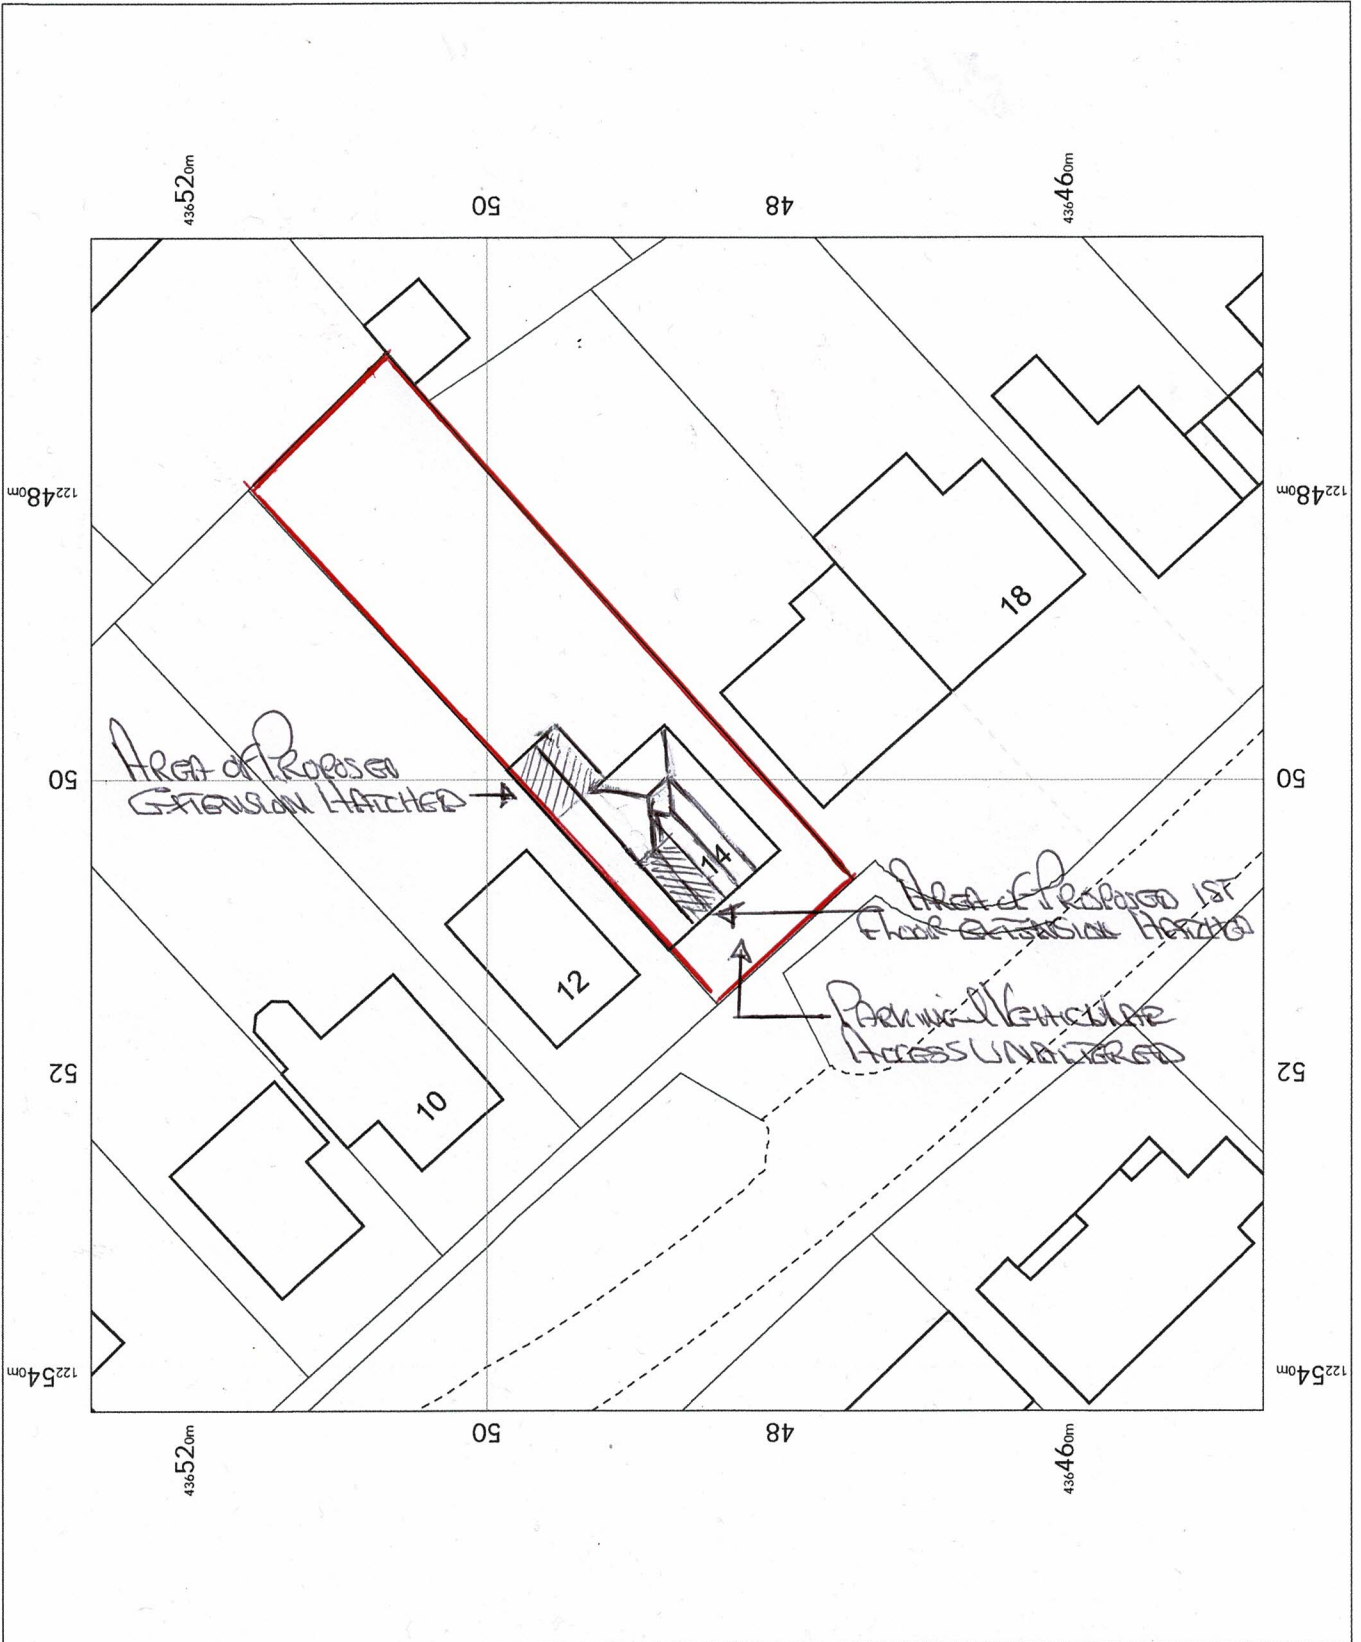 436520m
50
48
436460m
122480m
122480m
18
AREA OF PROPOSED
EXTENSION HATCHED
50
50
14
AREA OF PROPOSED 1ST
FLOOR EXTENSION HATCHED
12
PARKING & VEHICULAR
ACCESS UNALTERED
52
52
10
122540m
122540m
436520m
50
48
436460m